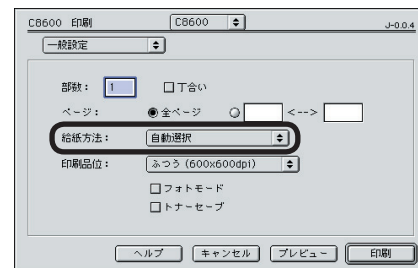 C8600 印刷 C8600 J-0.0.4
一般設定
部数： 1 丁合い
ページ： 全ページ <-->
給紙方法： 自動選択
印刷品位： ふつう (600x600dpi)
フォトモード
トナーセーブ
ヘルプ キャンセル プレビュー 印刷